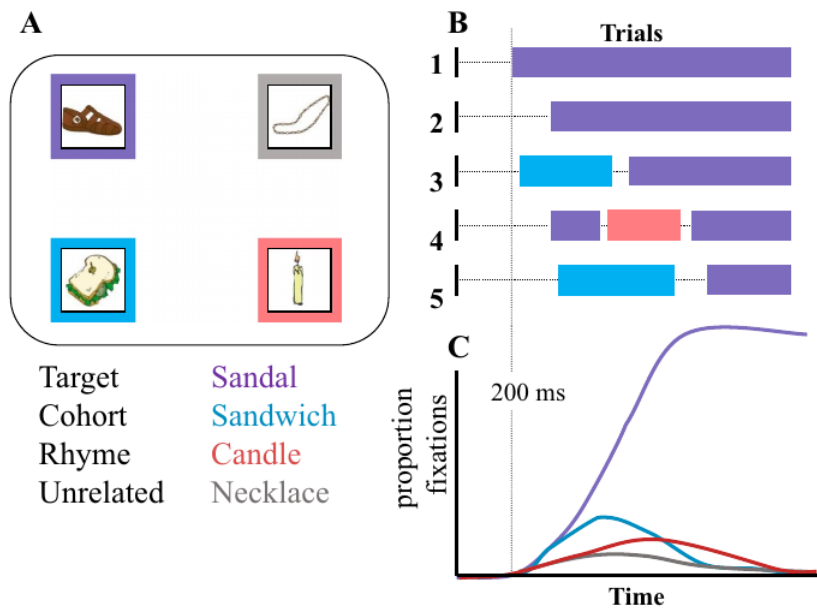 A
B
Trials
1
2
3
4
5
Target Sandal
Cohort Sandwich
Rhyme Candle
Unrelated Necklace
C
200 ms
proportion
fixations
Time